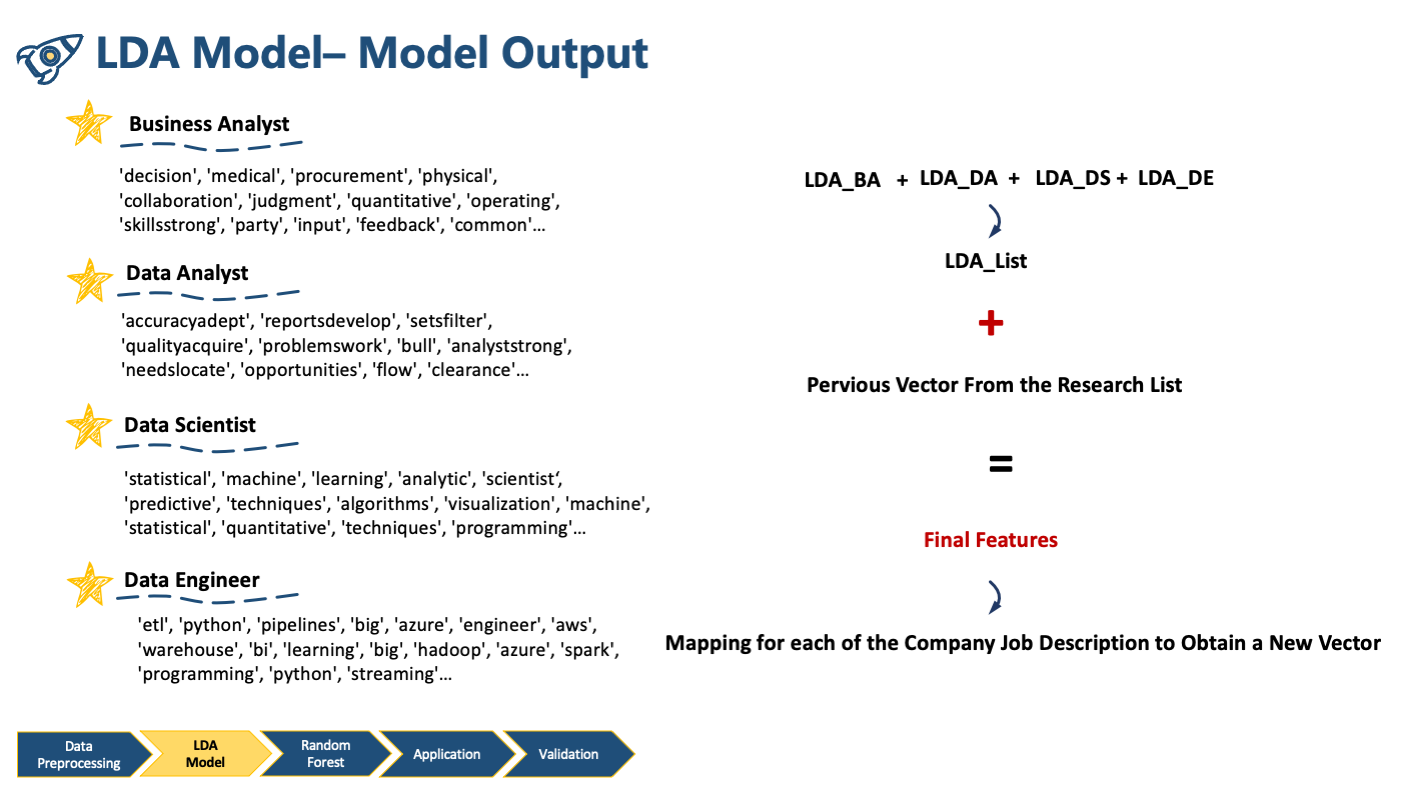 LDA Model– Model Output
Business Analyst
'decision', 'medical', 'procurement', 'physical',
'collaboration', 'judgment', 'quantitative', 'operating',
'skillsstrong', 'party', 'input', 'feedback', 'common'...
Data Analyst
'accuracyadept', 'reportsdevelop', 'setsfilter',
'qualityacquire', 'problemswork', 'bull', 'analyststrong',
'needslocate', 'opportunities', 'flow', 'clearance'...
Data Scientist
'statistical', 'machine', 'learning', 'analytic', 'scientist‘,
'predictive', 'techniques', 'algorithms', 'visualization', 'machine',
'statistical', 'quantitative', 'techniques', 'programming'...
Data Engineer
'etl', 'python', 'pipelines', 'big', 'azure', 'engineer', 'aws',
'warehouse', 'bi', 'learning', 'big', 'hadoop', 'azure', 'spark',
'programming', 'python', 'streaming'...
LDA_BA + LDA_DA + LDA_DS + LDA_DE
LDA_List
+
Pervious Vector From the Research List
=
Final Features
Mapping for each of the Company Job Description to Obtain a New Vector
Data
Preprocessing
LDA
Model
Random
Forest
Application
Validation